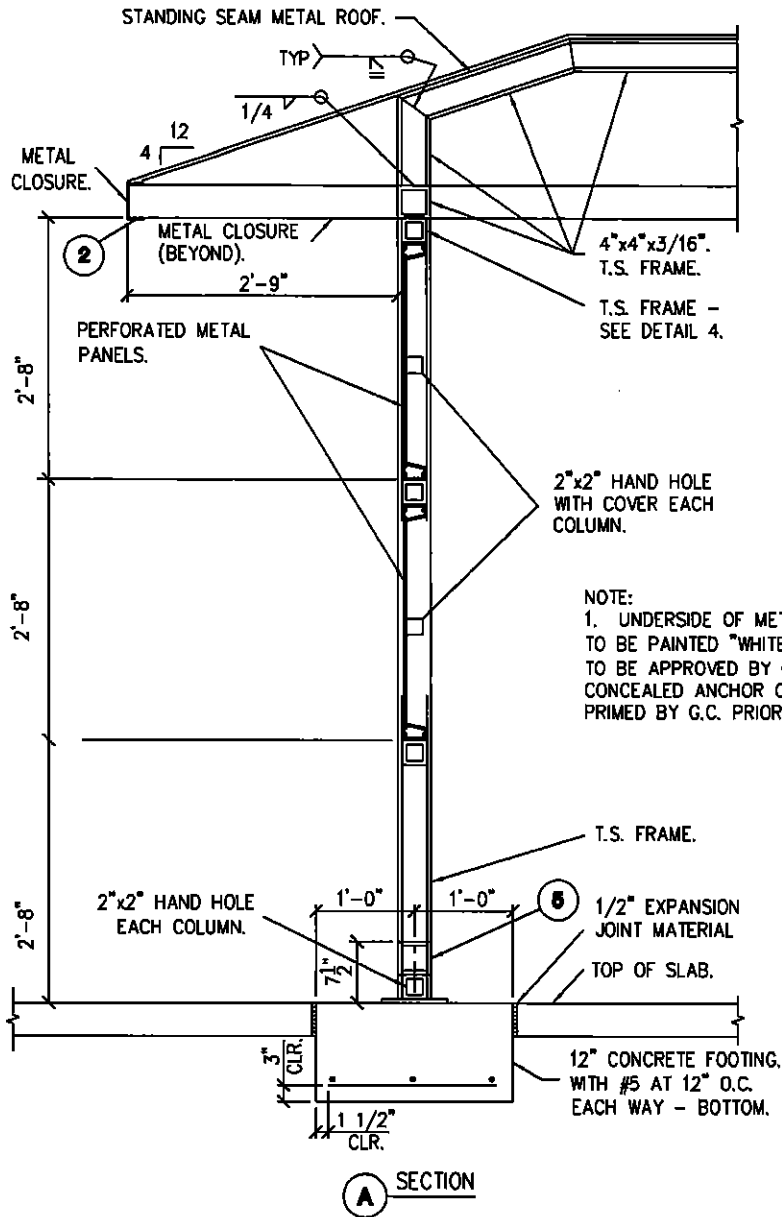 STANDING SEAM METAL ROOF.
TYP
1/4
12
4
METAL
CLOSURE.
2
METAL CLOSURE
(BEYOND).
2'-9"
4"x4"x3/16".
T.S. FRAME.
T.S. FRAME –
SEE DETAIL 4.
PERFORATED METAL
PANELS.
2'-8"
2"x2" HAND HOLE
WITH COVER EACH
COLUMN.
2'-8"
NOTE:
1. UNDERSIDE OF MET
TO BE PAINTED "WHITE
TO BE APPROVED BY
CONCEALED ANCHOR C
PRIMED BY G.C. PRIOR
T.S. FRAME.
2'-8"
2"x2" HAND HOLE
EACH COLUMN.
1'-0"
1'-0"
5
1/2" EXPANSION
JOINT MATERIAL
7 1/2"
TOP OF SLAB.
3"
CLR.
12" CONCRETE FOOTING,
WITH #5 AT 12" O.C.
EACH WAY – BOTTOM.
1 1/2"
CLR.
A SECTION